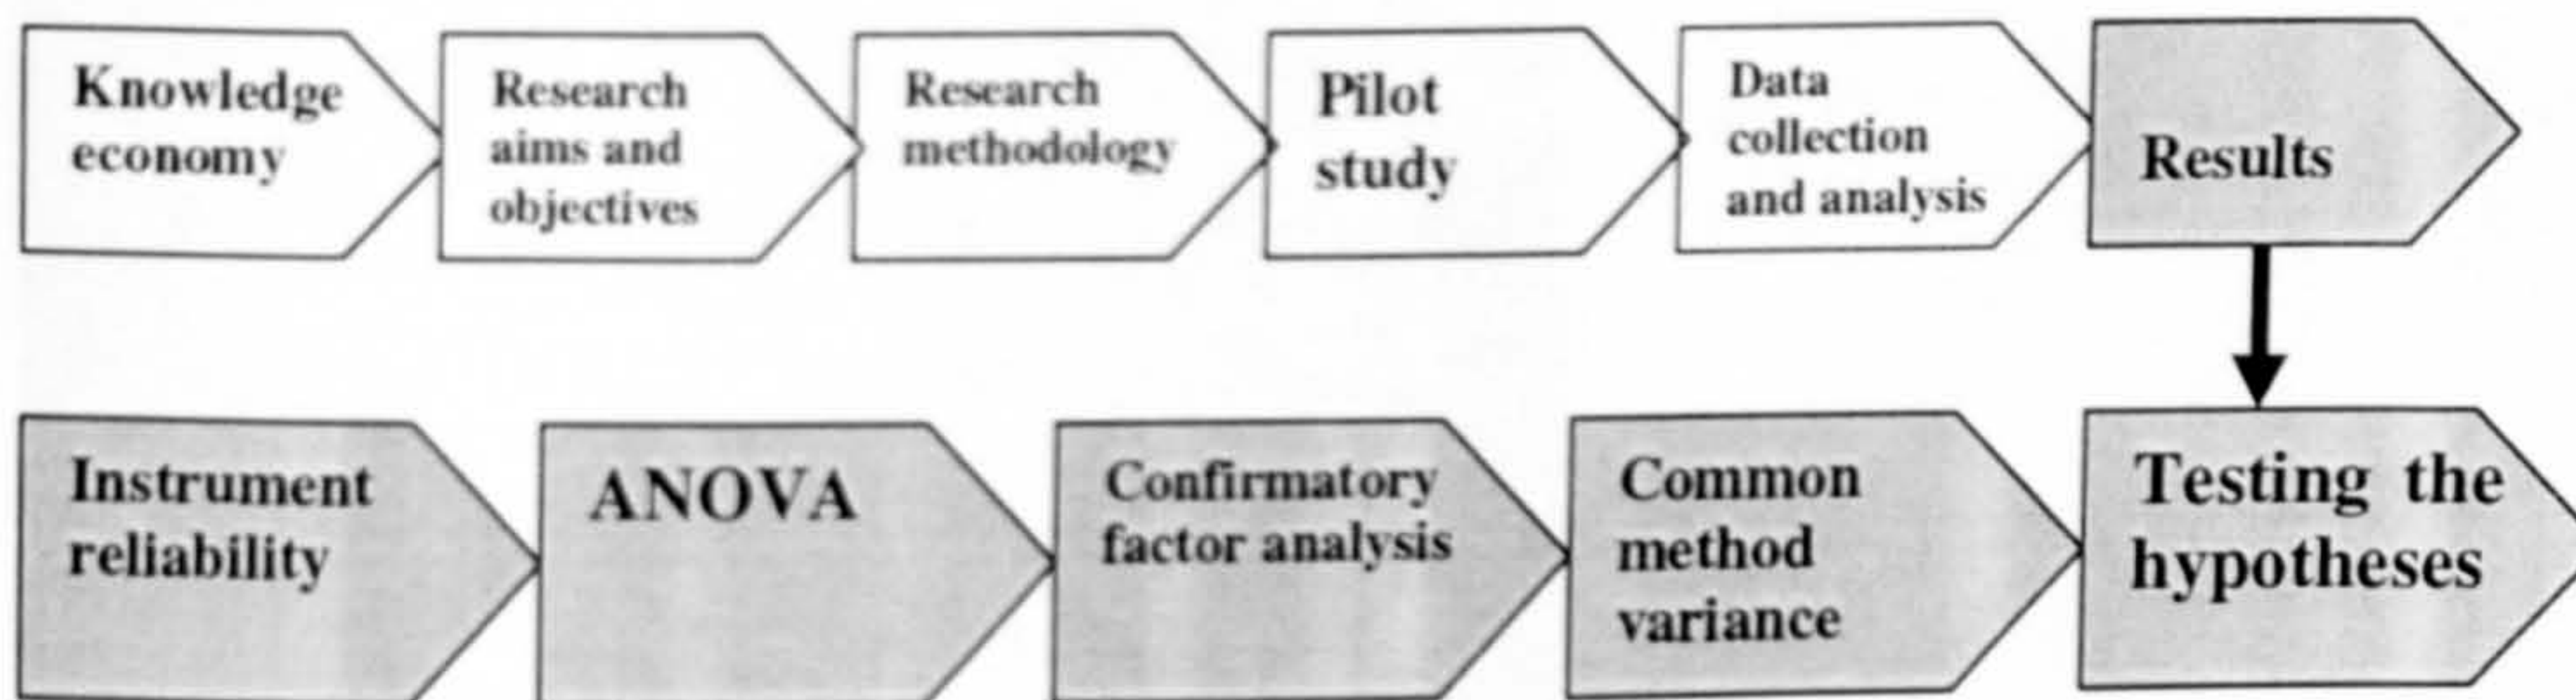 Knowledge
economy
Research
aims and
objectives
Research
methodology
Pilot
study
Data
collection
and analysis
Results
Instrument
reliability
ANOVA
Confirmatory
factor analysis
Common
method
variance
Testing the
hypotheses